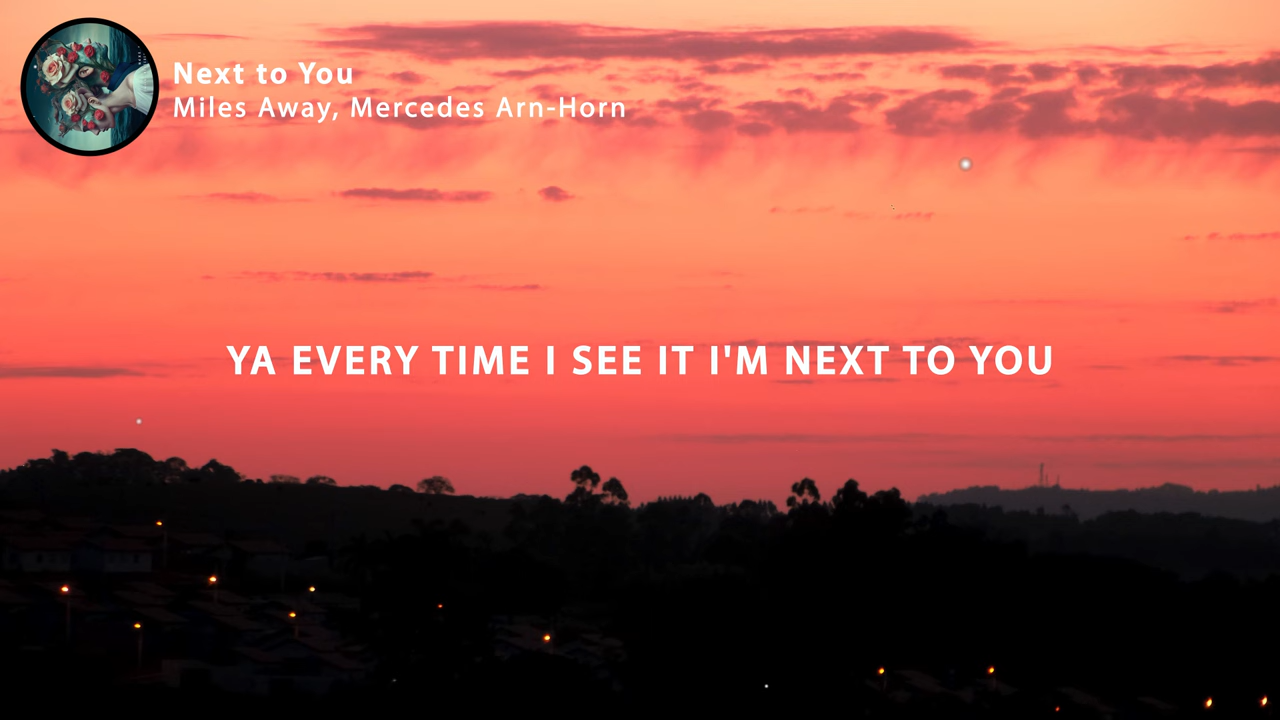 Next to You
Miles Away, Mercedes Arn-Horn
YA EVERY TIME I SEE IT I'M NEXT TO YOU